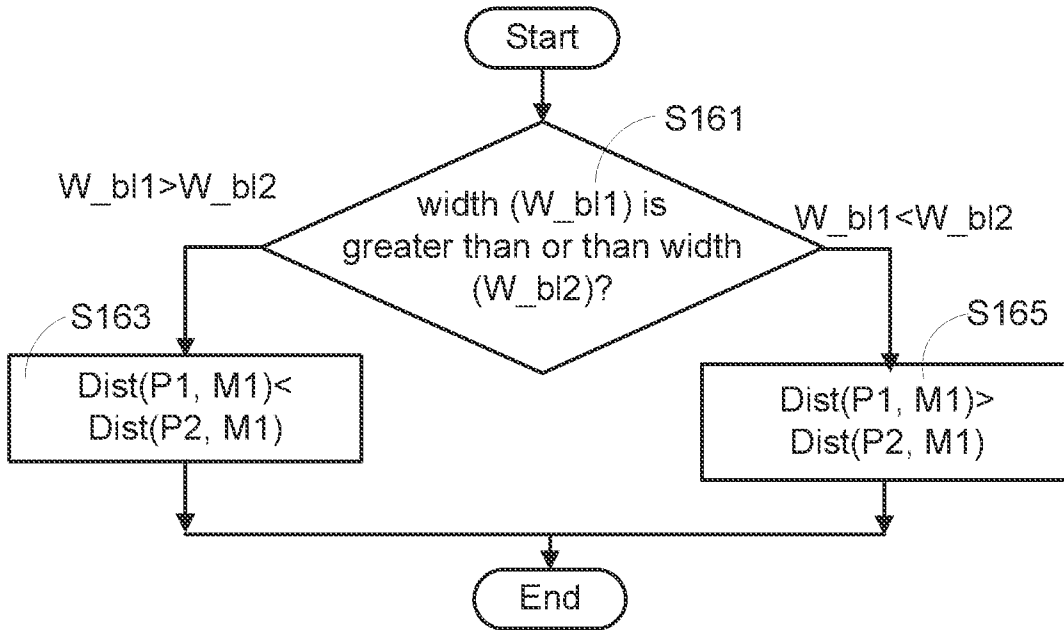 Start
S161
W_bl1>W_bl2
width (W_bl1) is
greater than or than width
(W_bl2)?
W_bl1<W_bl2
S163
Dist(P1, M1)<
Dist(P2, M1)
S165
Dist(P1, M1)>
Dist(P2, M1)
End